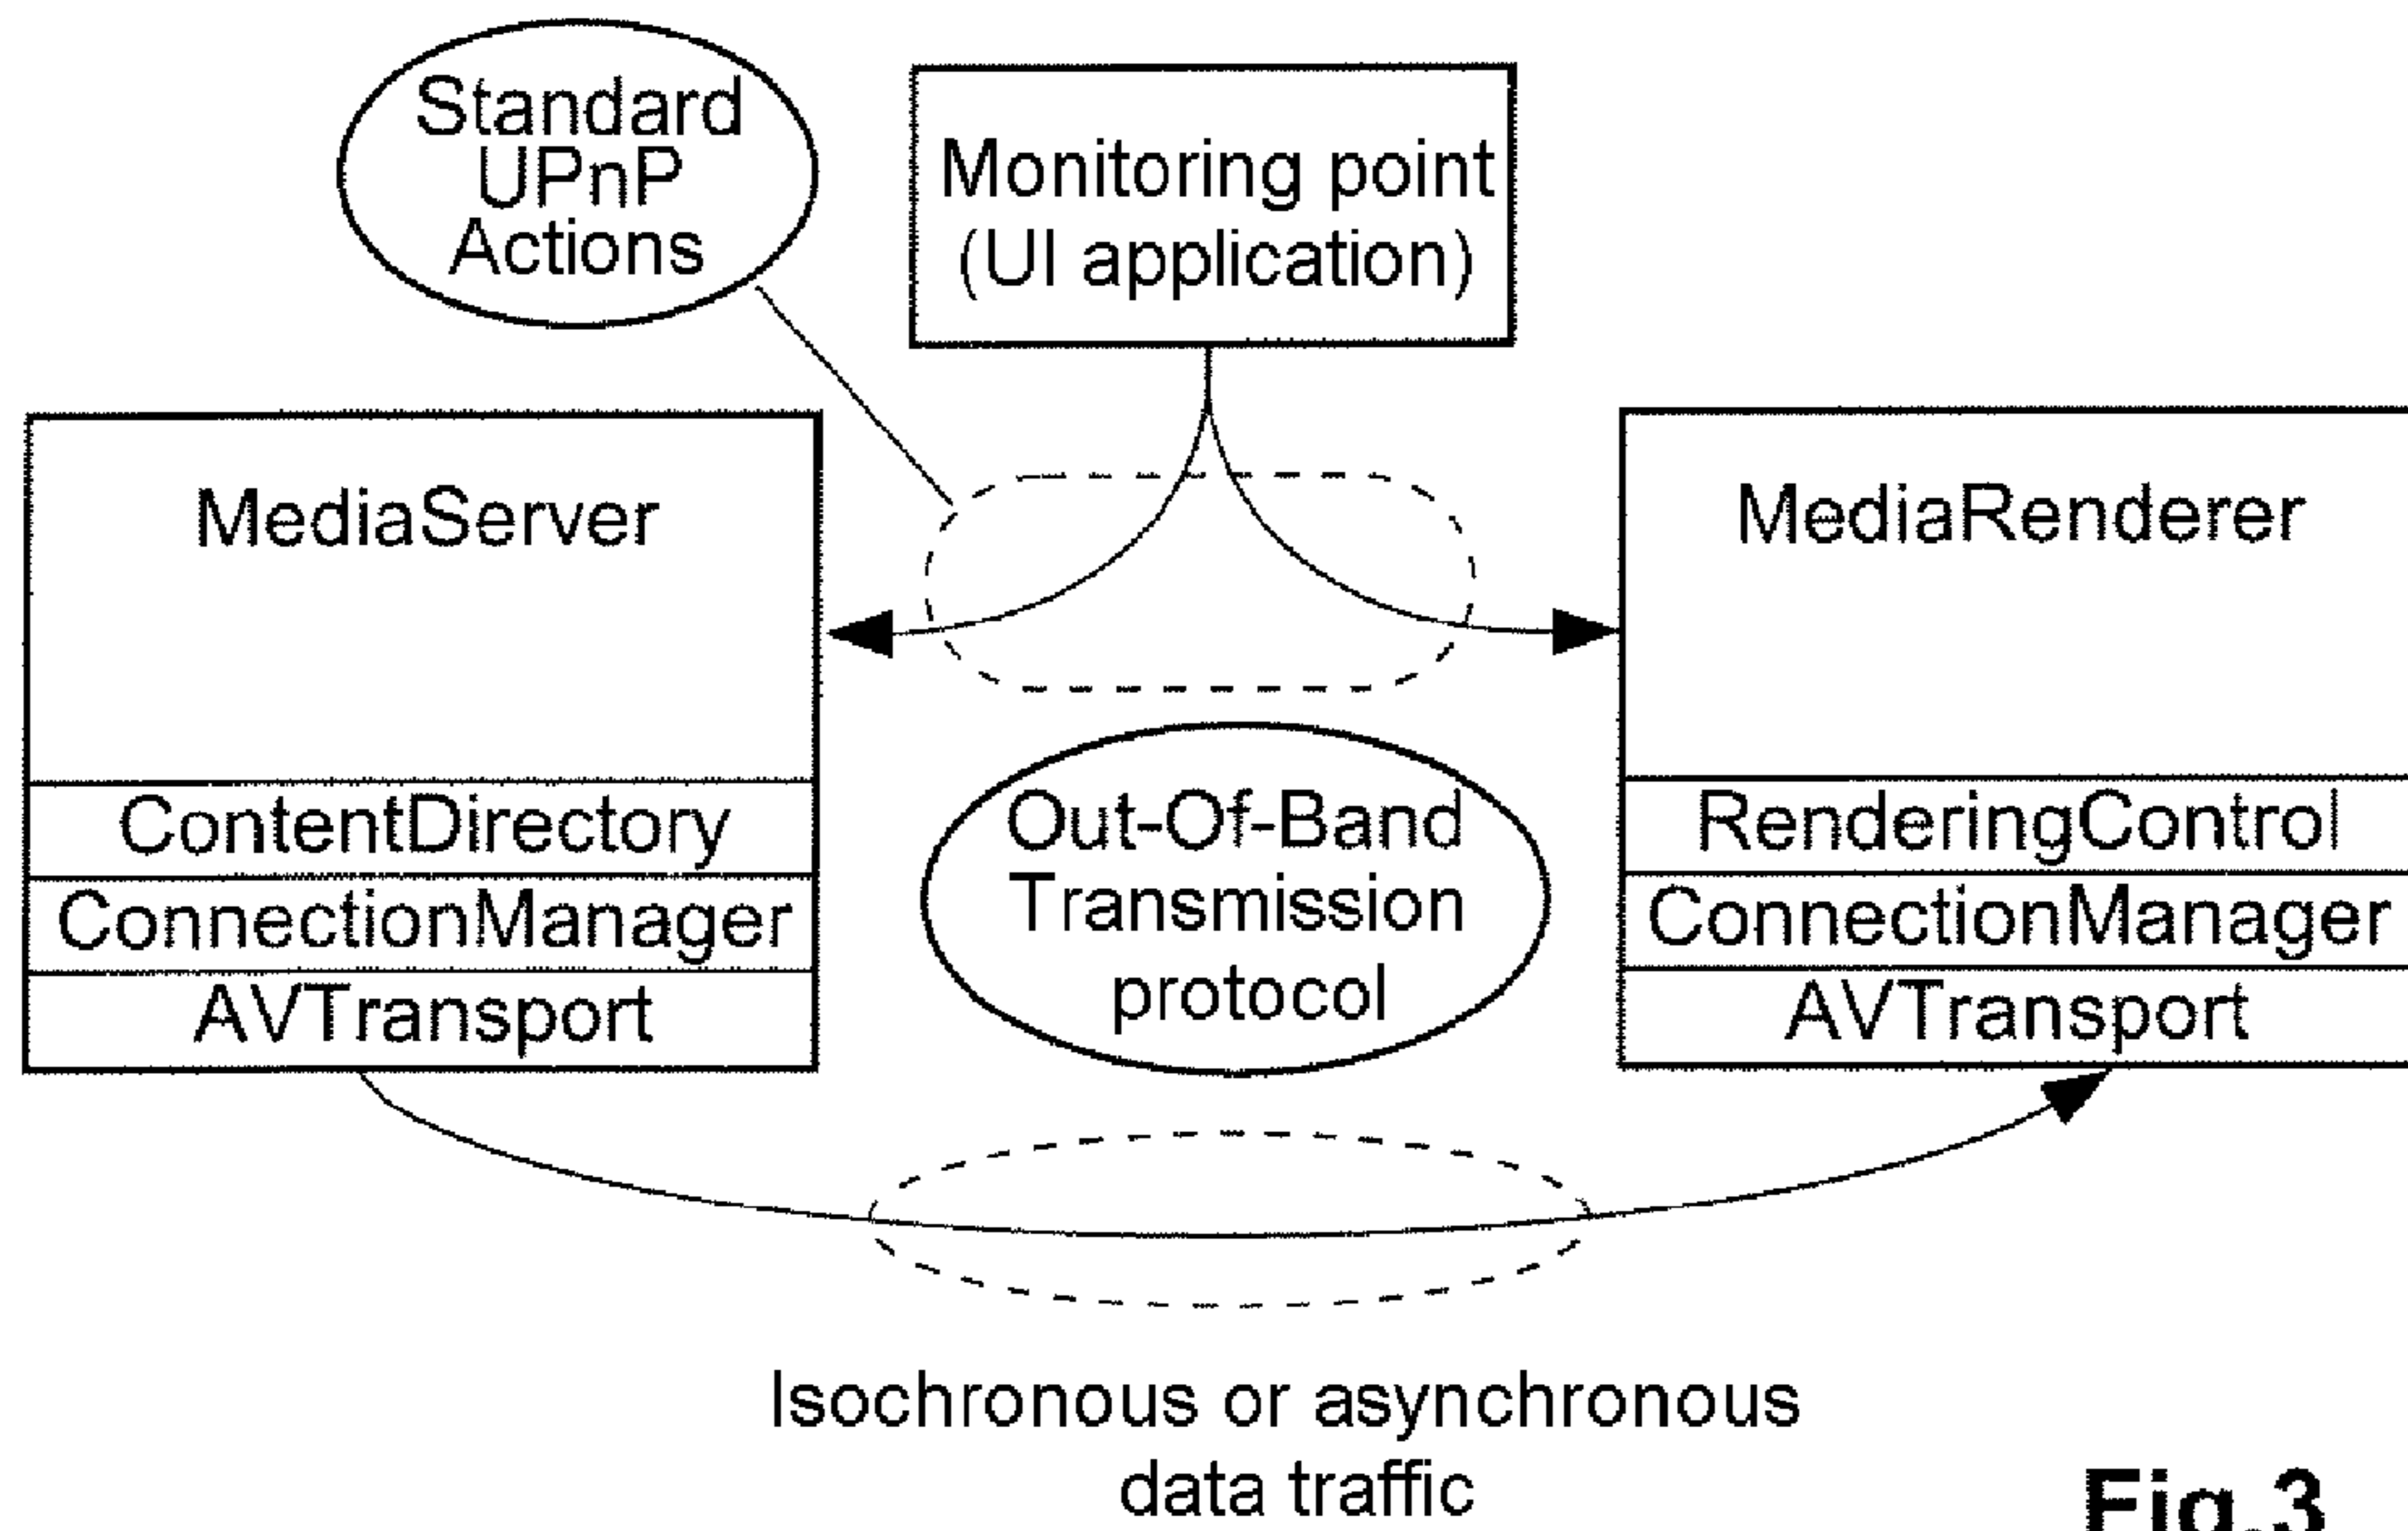 Standard
UPnP
Actions
Monitoring point
(UI application)
MediaServer
MediaRenderer
ContentDirectory
ConnectionManager
AVTransport
Out-Of-Band
Transmission
protocol
RenderingControl
ConnectionManager
AVTransport
Isochronous or asynchronous
data traffic
Fig.3